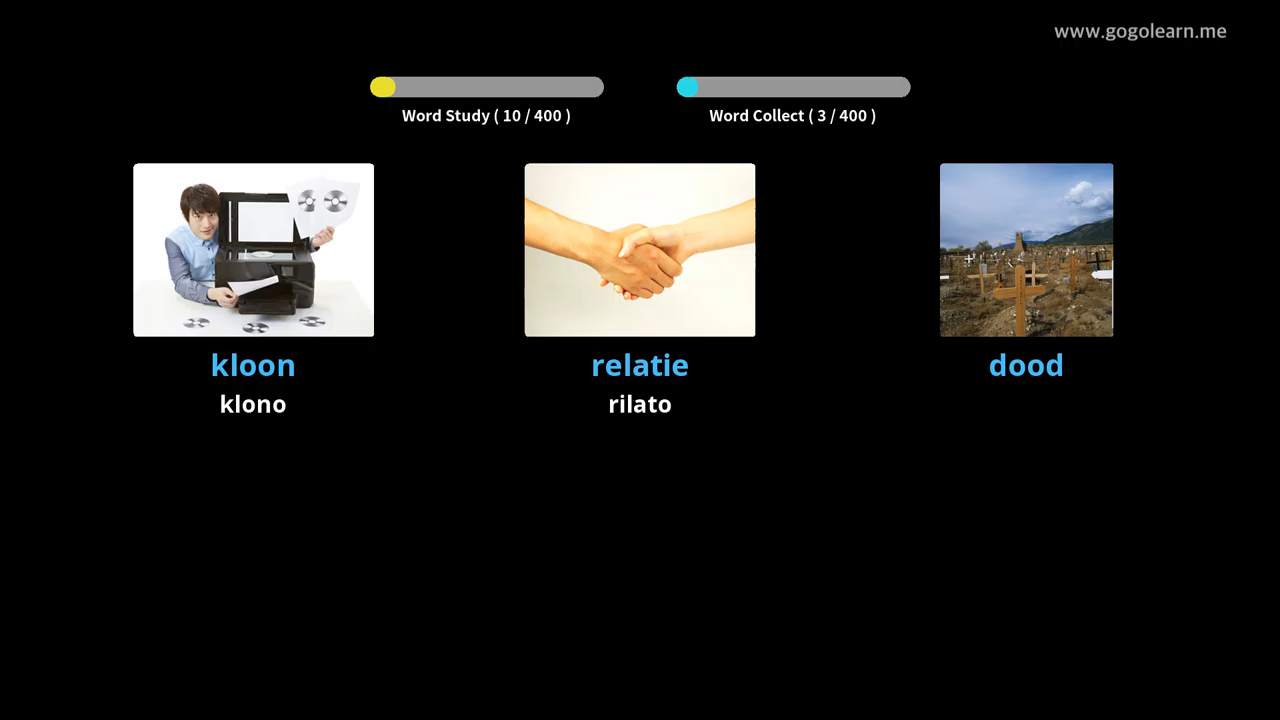 www.gogolearn.me
Word Study ( 10 / 400 )
Word Collect ( 3 / 400 )
kloon
klono
relatie
rilato
dood